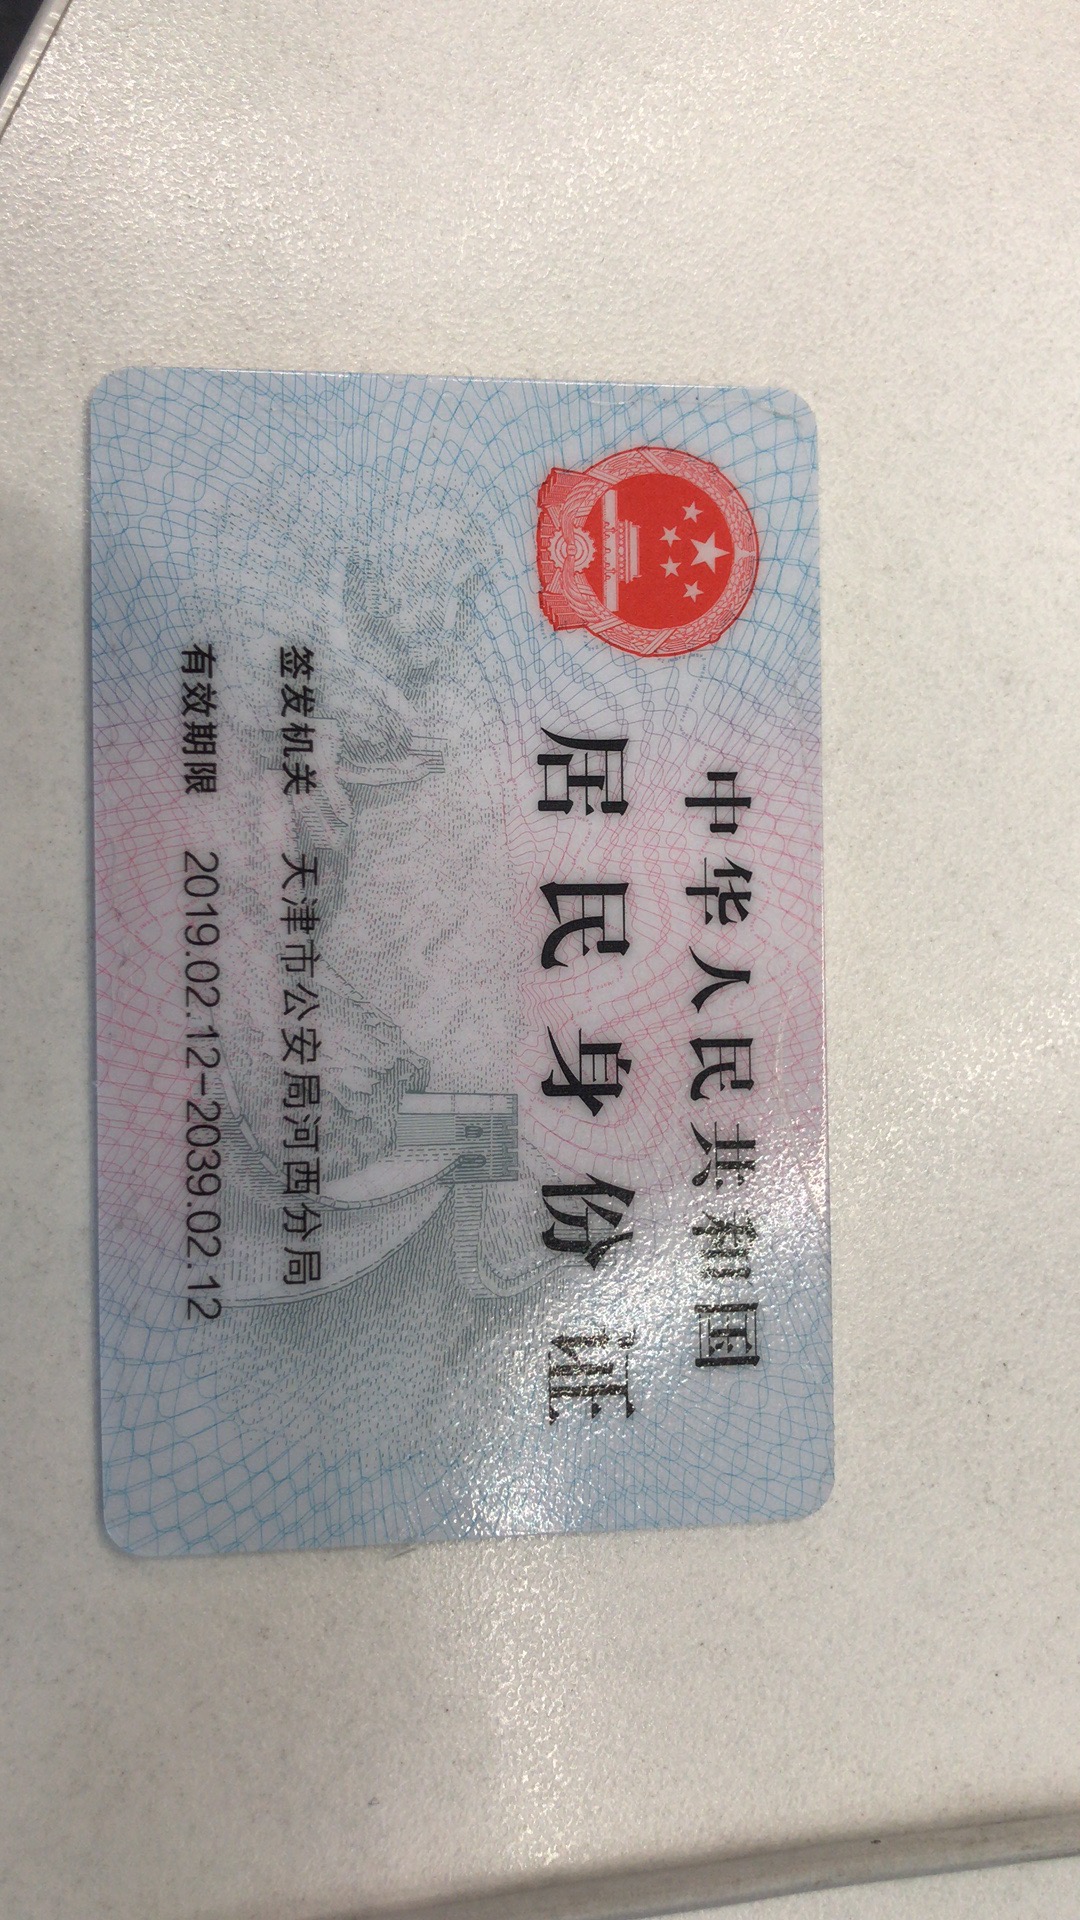 中华人民共和国
居民身份证
签发机关 天津市公安局河西分局
有效期限 2019.02.12-2039.02.12